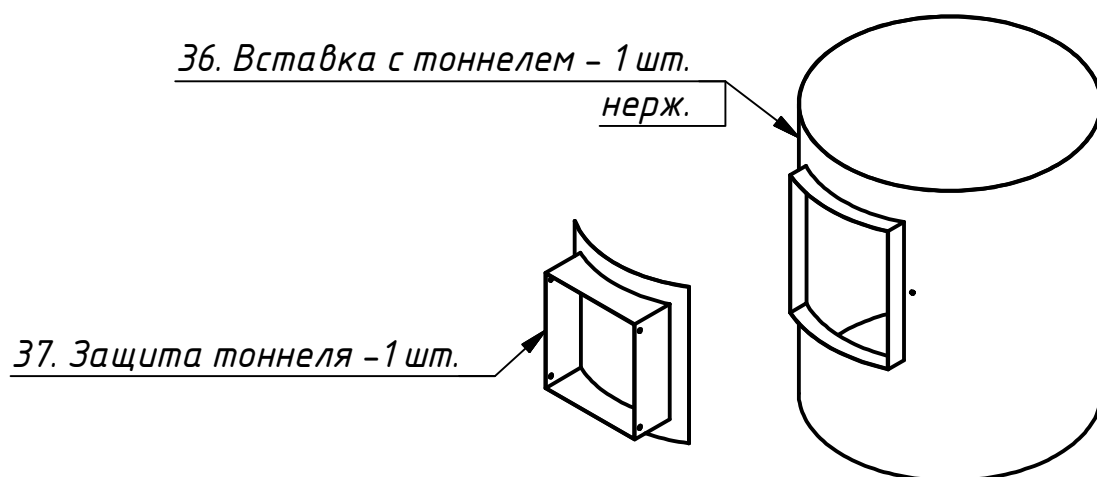 36. Вставка с тоннелем – 1 шт.
нерж.
37. Защита тоннеля –1 шт.